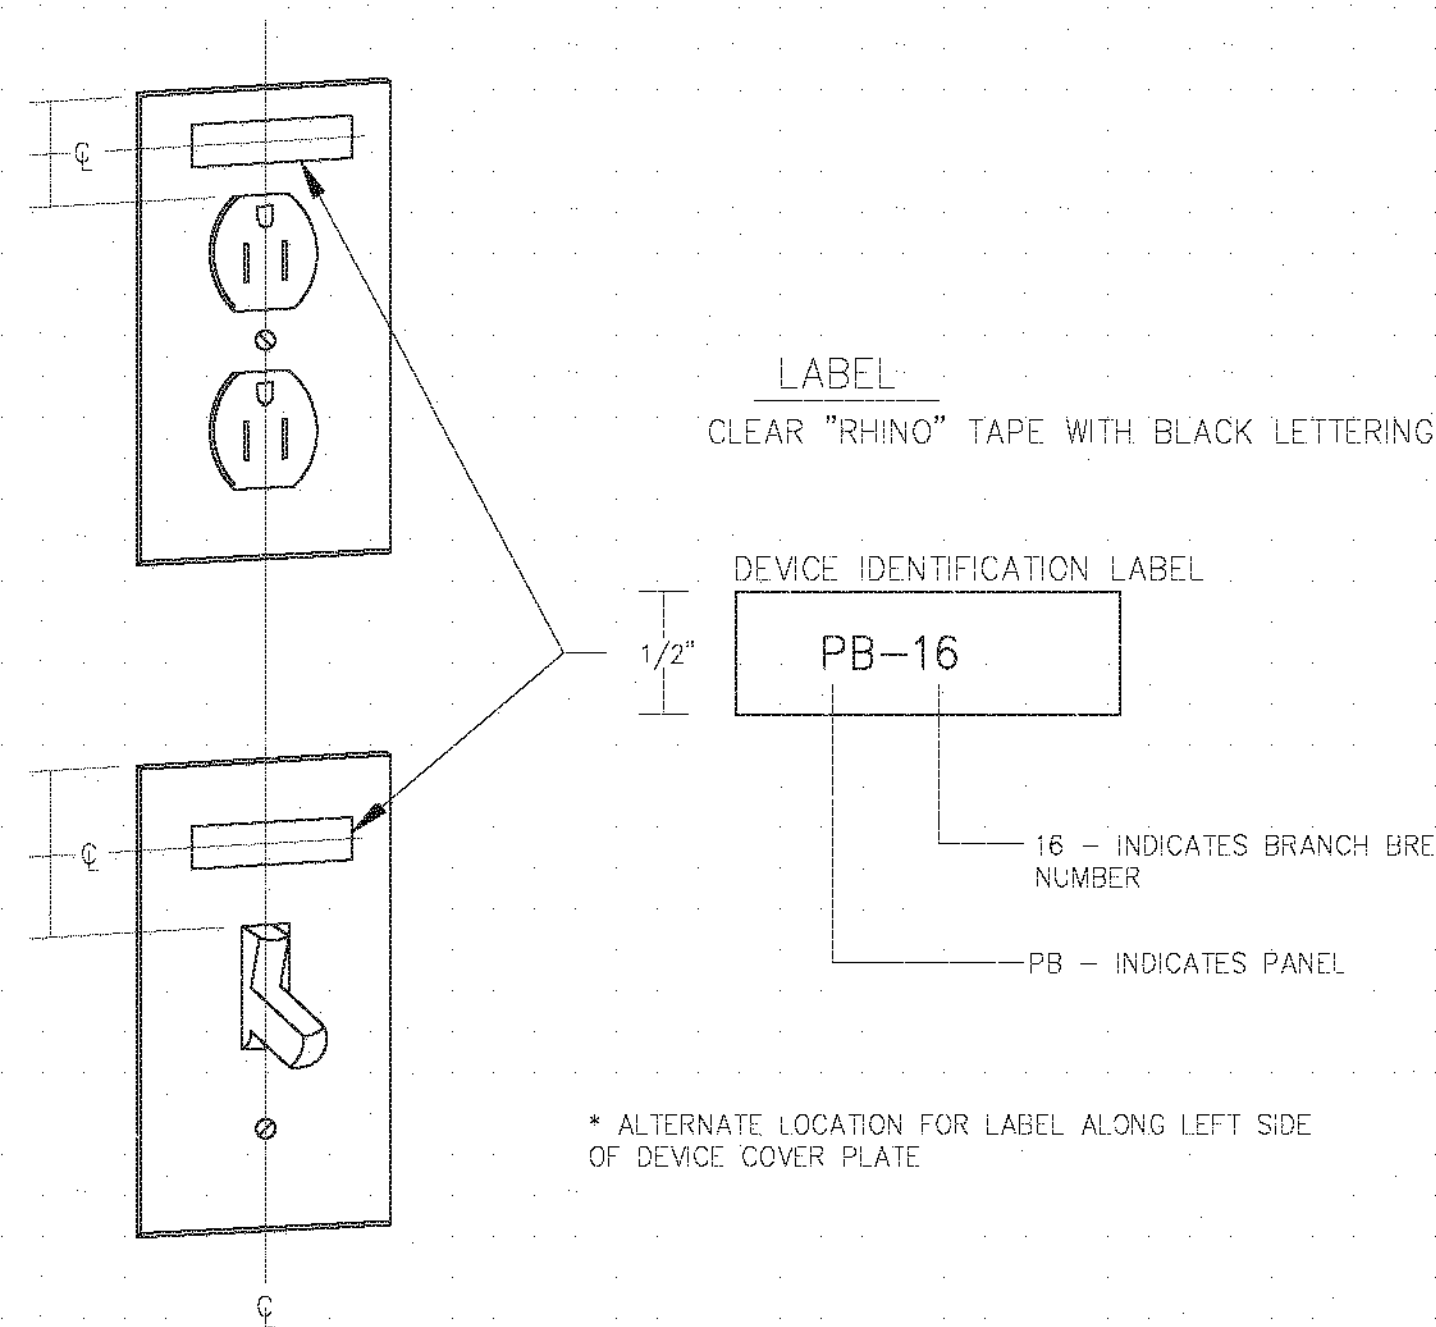 LABEL
CLEAR "RHINO" TAPE WITH BLACK LETTERING
DEVICE IDENTIFICATION LABEL
1/2"
PB-16
16 - INDICATES BRANCH BRE
NUMBER
PB - INDICATES PANEL
* ALTERNATE LOCATION FOR LABEL ALONG LEFT SIDE
OF DEVICE COVER PLATE